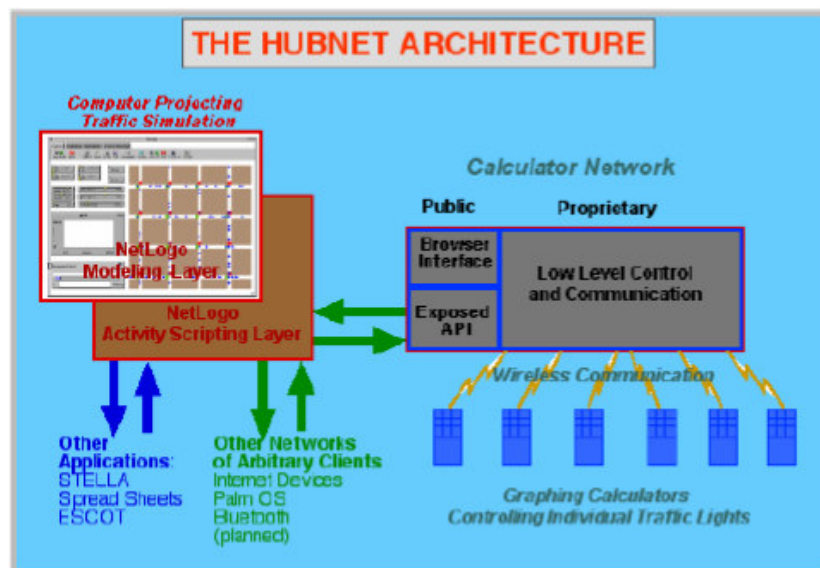 THE HUBNET ARCHITECTURE
Computer Projecting
Traffic Simulation
NetLogo
Modeling Layer
NetLogo
Activity Scripting Layer
Calculator Network
Public
Proprietary
Browser
Interface
Exposed
API
Low Level Control
and Communication
Wireless Communication
Other
Applications:
STELLA
Spread Sheets
ESCOT
Other Networks
of Arbitrary Clients
Internet Devices
Palm OS
Bluetooth
(planned)
Graphing Calculators
Controlling Individual Traffic Lights